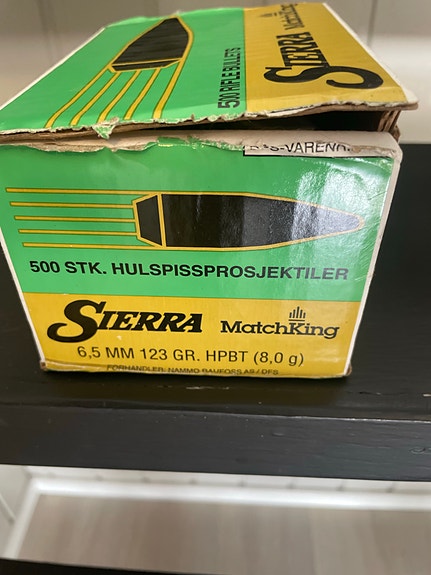 500 RIFLE BULLETS
SIERRA
MatchKing
500 STK. HULSPISSPROSJEKTILER
SIERRA MatchKing
6,5 MM 123 GR. HPBT (8,0 g)
FORHANDLER: NAMMO RAUFOSS AS / DFS